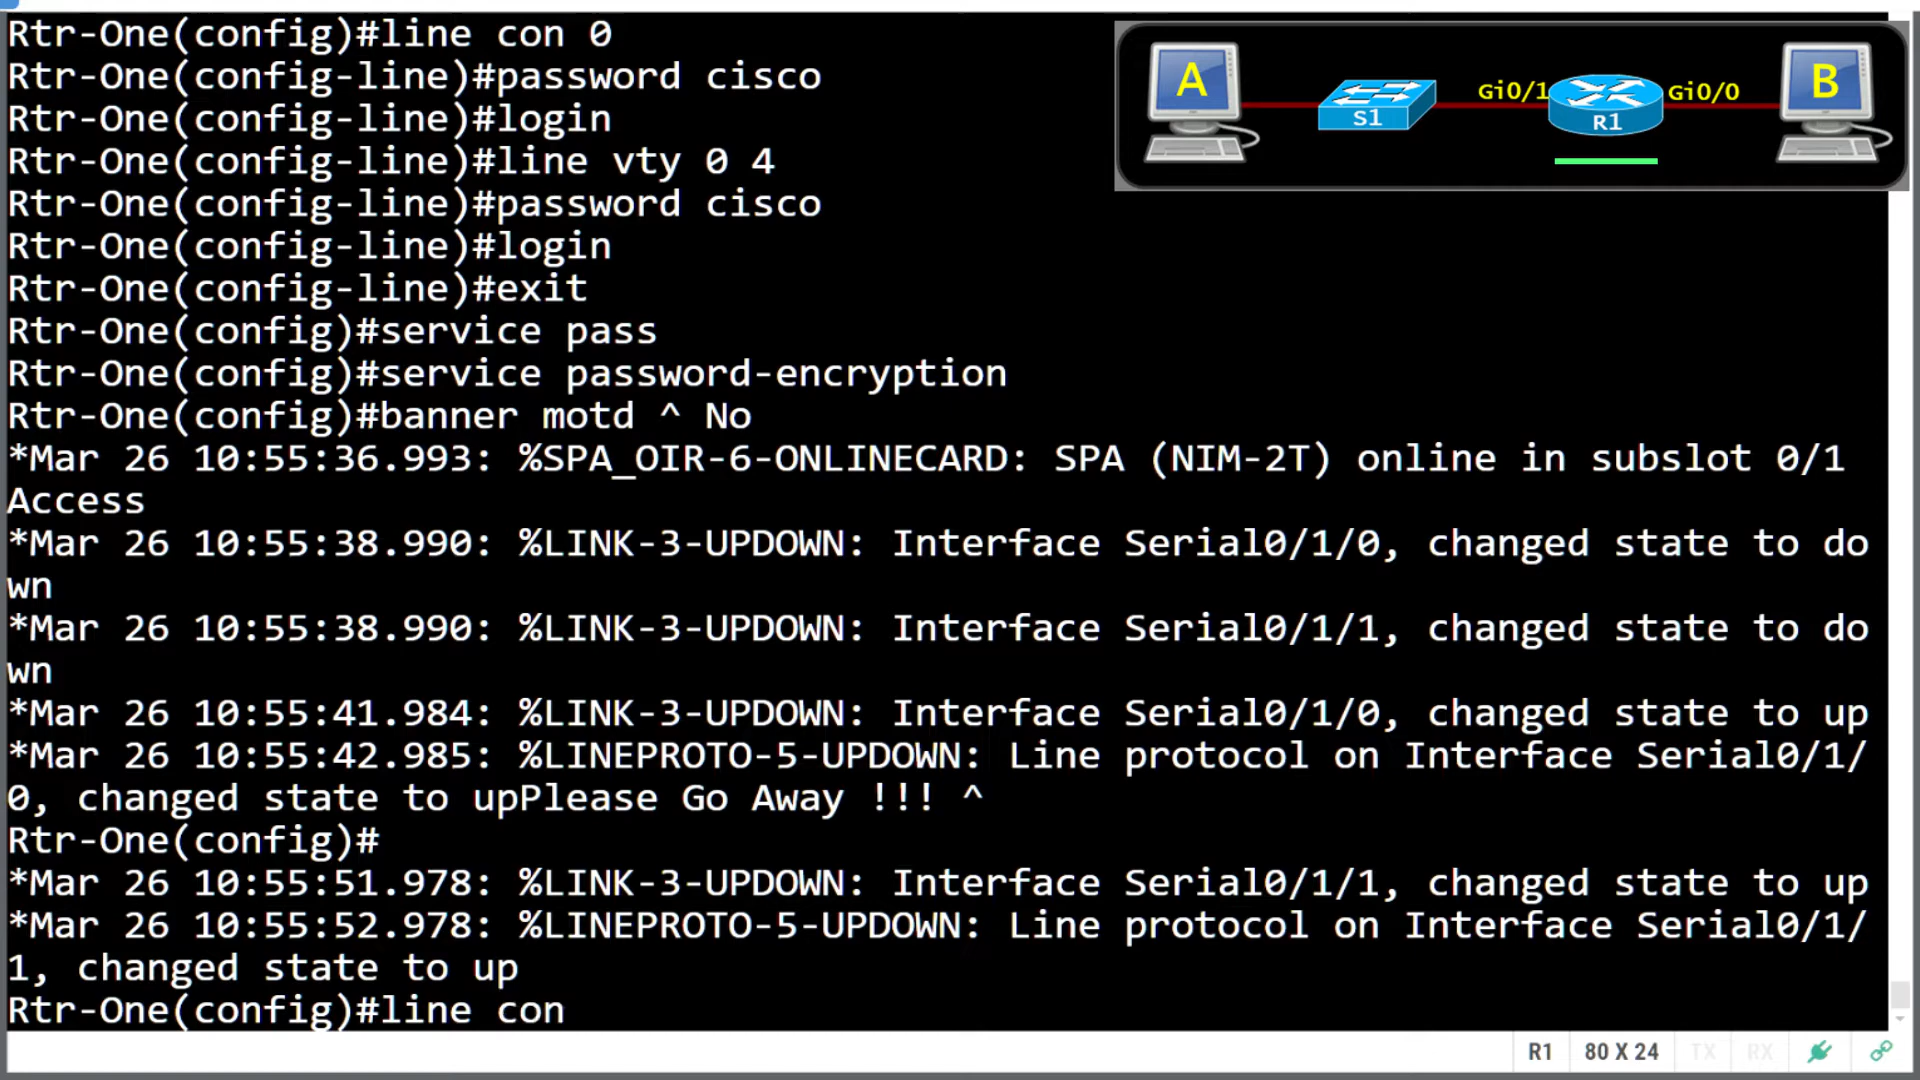 Rtr-One(config)#line con 0
Rtr-One(config-line)#password cisco
Rtr-One(config-line)#login
Rtr-One(config-line)#line vty 0 4
Rtr-One(config-line)#password cisco
Rtr-One(config-line)#login
Rtr-One(config-line)#exit
Rtr-One(config)#service pass
Rtr-One(config)#service password-encryption
Rtr-One(config)#banner motd ^ No
*Mar 26 10:55:36.993: %SPA_OIR-6-ONLINECARD: SPA (NIM-2T) online in subslot 0/1
Access
*Mar 26 10:55:38.990: %LINK-3-UPDOWN: Interface Serial0/1/0, changed state to do
wn
*Mar 26 10:55:38.990: %LINK-3-UPDOWN: Interface Serial0/1/1, changed state to do
wn
*Mar 26 10:55:41.984: %LINK-3-UPDOWN: Interface Serial0/1/0, changed state to up
*Mar 26 10:55:42.985: %LINEPROTO-5-UPDOWN: Line protocol on Interface Serial0/1/
0, changed state to upPlease Go Away !!! ^
Rtr-One(config)#
*Mar 26 10:55:51.978: %LINK-3-UPDOWN: Interface Serial0/1/1, changed state to up
*Mar 26 10:55:52.978: %LINEPROTO-5-UPDOWN: Line protocol on Interface Serial0/1/
1, changed state to up
Rtr-One(config)#line con
A
S1
Gi0/1
R1
Gi0/0
B
R1
80 X 24
TX
RX